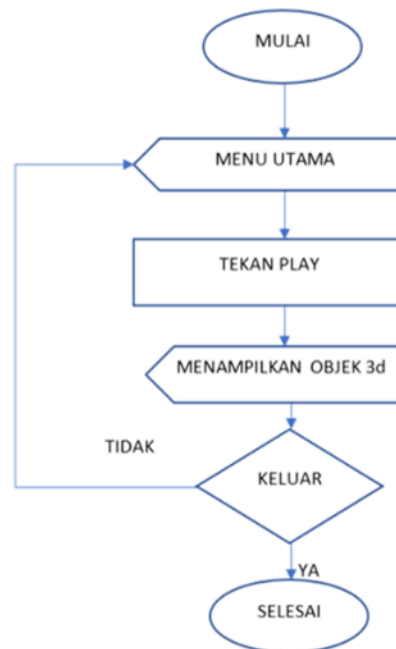 MULAI
MENU UTAMA
TEKAN PLAY
MENAMPILKAN OBJEK 3d
TIDAK
KELUAR
YA
SELESAI